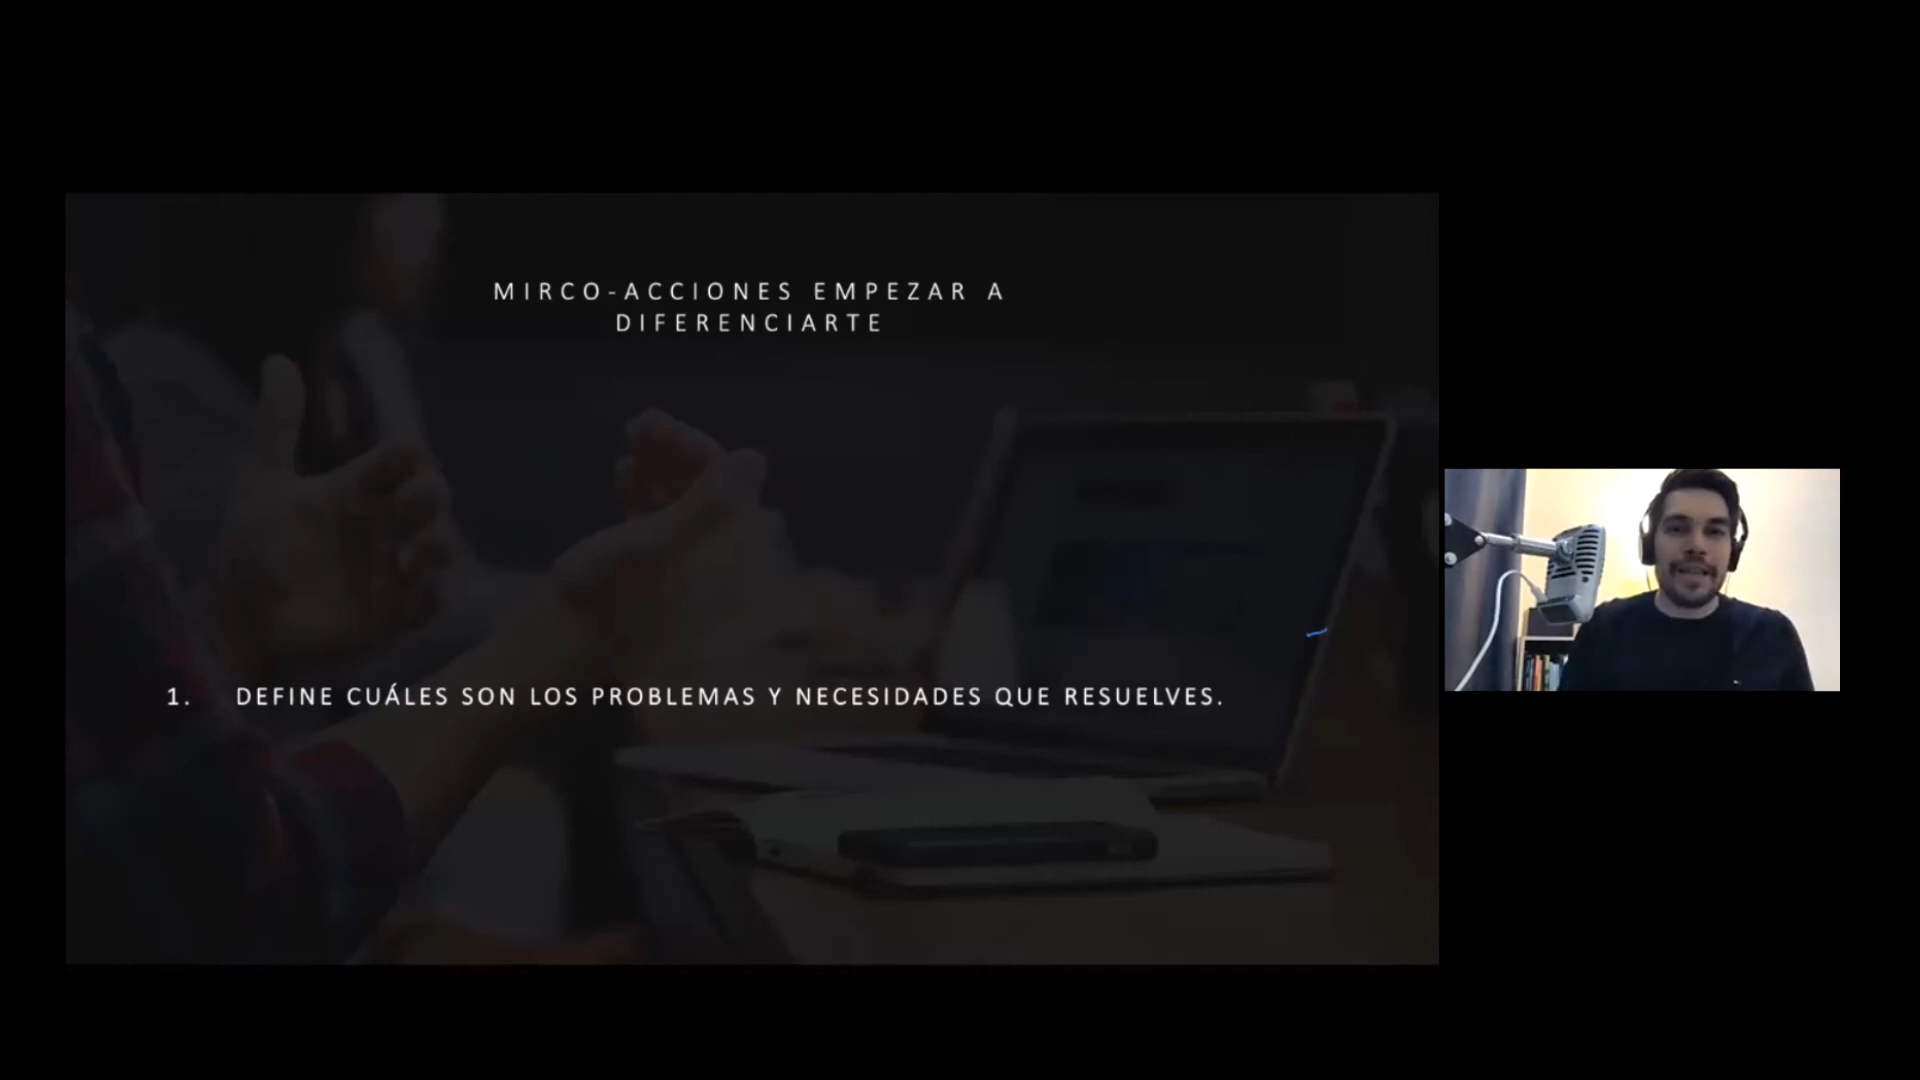 MIRCO-ACCIONES EMPEZAR A
DIFERENCIARTE
1. DEFINE CUÁLES SON LOS PROBLEMAS Y NECESIDADES QUE RESUELVES.